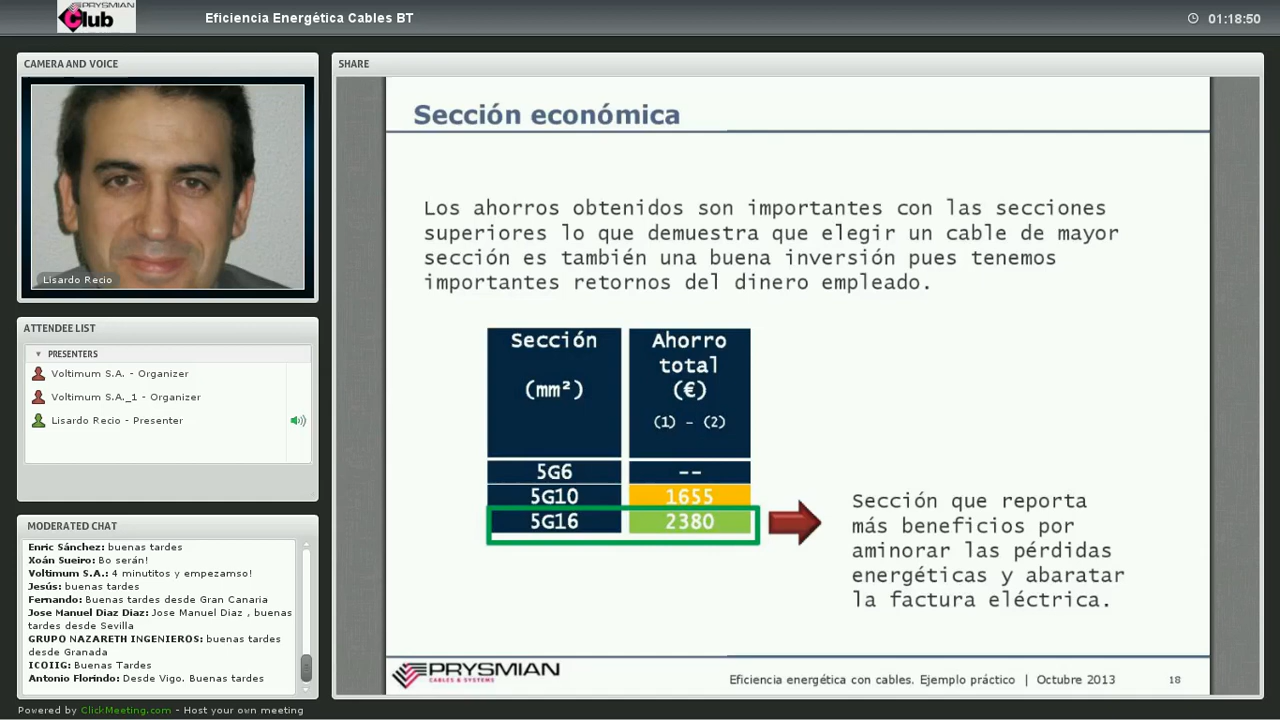 PRYSMIAN
Club
Eficiencia Energética Cables BT
01:18:50
CAMERA AND VOICE
Lisardo Recio
ATTENDEE LIST
PRESENTERS
Voltimum S.A. - Organizer
Voltimum S.A._1 - Organizer
Lisardo Recio - Presenter
MODERATED CHAT
Enric Sánchez: buenas tardes
Xoán Sueiro: Bo serán!
Voltimum S.A.: 4 minutitos y empezamso!
Jesús: buenas tardes
Fernando: Buenas tardes desde Gran Canaria
Jose Manuel Diaz Diaz: Jose Manuel Diaz , buenas
tardes desde Sevilla
GRUPO NAZARETH INGENIEROS: buenas tardes
desde Granada
ICOIIG: Buenas Tardes
Antonio Florindo: Desde Vigo. Buenas tardes
Powered by ClickMeeting.com - Host your own meeting
SHARE
Sección económica
Los ahorros obtenidos son importantes con las secciones
superiores lo que demuestra que elegir un cable de mayor
sección es también una buena inversión pues tenemos
importantes retornos del dinero empleado.
Sección
(mm²)
Ahorro
total
(€)
(1) - (2)
5G6 --
5G10 1655
5G16 2380
Sección que reporta
más beneficios por
aminorar las pérdidas
energéticas y abaratar
la factura eléctrica.
PRYSMIAN
CABLES & SYSTEMS
Eficiencia energética con cables. Ejemplo práctico | Octubre 2013 18